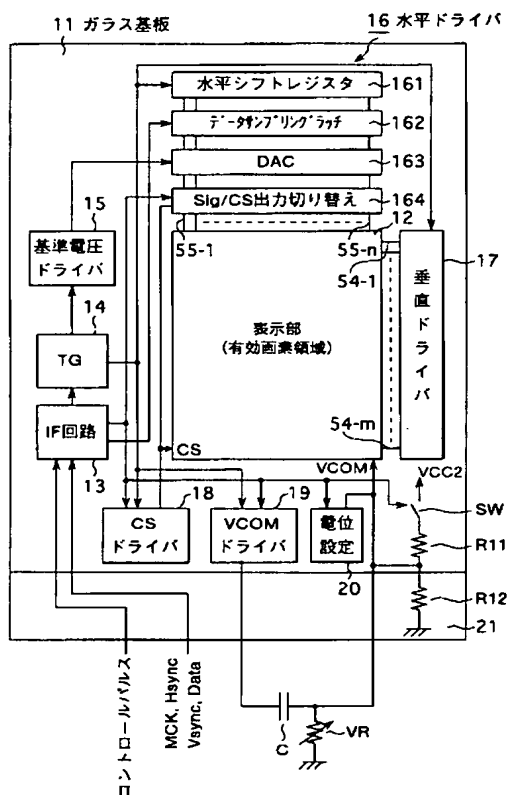 11 ガラス基板
16 水平ドライバ
水平シフトレジスタ
161
データサンプリングラッチ
162
DAC
163
Sig/CS出力切り替え
164
15
基準電圧
ドライバ
55-1
55-n
12
54-1
17
垂直ドライバ
14
TG
表示部
(有効画業領域)
IF回路
13
54-m
CS
VCOM
VCC2
18
CS
ドライバ
19
VCOM
ドライバ
電位
設定
20
SW
R11
R12
21
コントロールパルス
MCK, Hsync
Vsync, Data
C
VR